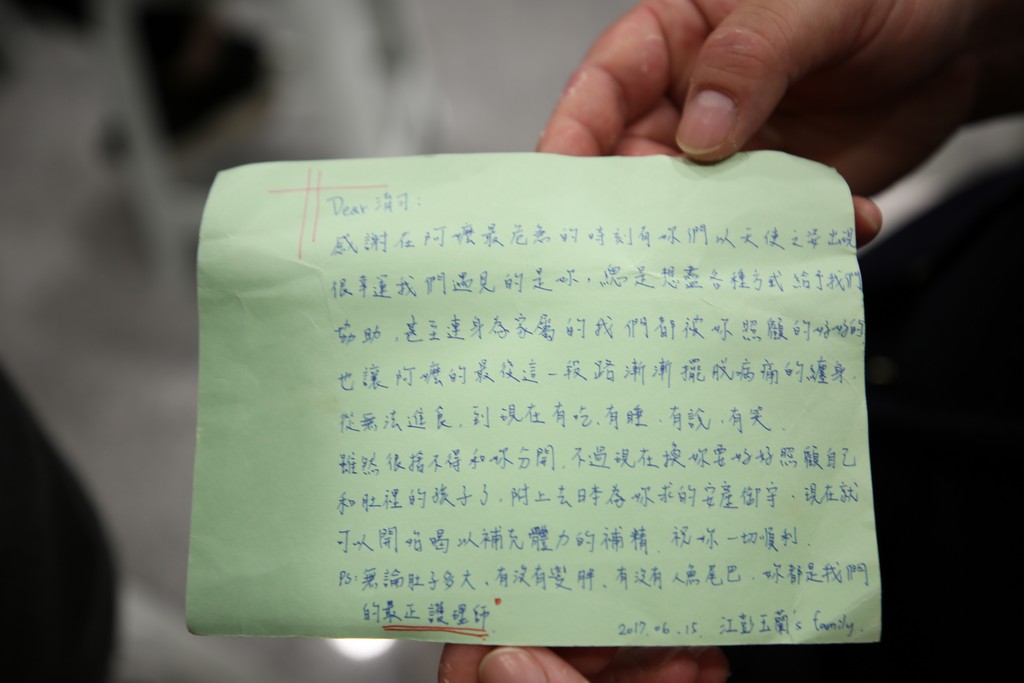 Dear 渝可:
感謝在阿嬤最危急的時刻有妳們以天使之姿出現
很幸運我們遇見的是妳,總是想盡各種方式給予我們
協助,甚至連身為家屬的我們都被妳照顧的好好的
也讓阿嬤的最後這一段路漸漸擺脫病痛的纏身.
從無法進食、到現在有吃、有睡、有說、有笑.
雖然很捨不得和妳分開,不過現在換妳要好好照顧自己
和肚裡的孩子了,附上去日本為妳求的安產御守、現在就
可以開始喝以補充體力的補精,祝妳一切順利.
PS:無論肚子多大、有沒有變胖、有沒有人魚尾巴、妳都是我們
的最正護理師.
2017.06.15. 江彭玉蘭's family.